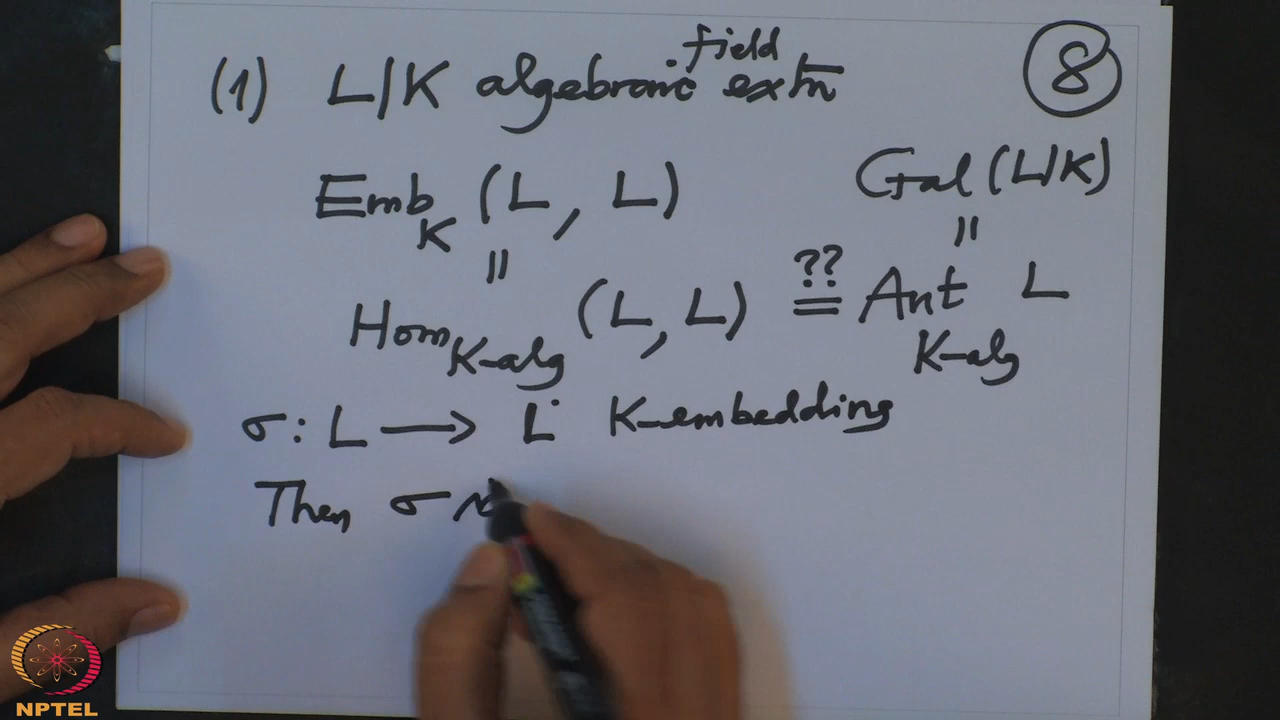 (1) L/K algebraic field extn
8
Emb_K (L, L)
Gal (L/K)
||
||
Hom_K-alg (L, L) ??= Aut_K-alg L
σ: L → L K-embedding
Then σ
NPTEL